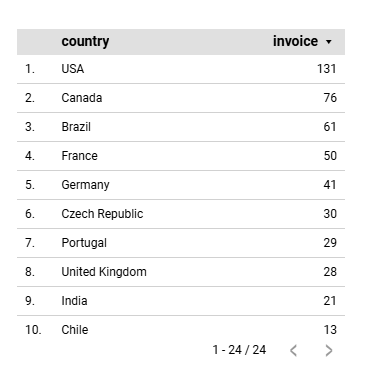 country invoice
1. USA 131
2. Canada 76
3. Brazil 61
4. France 50
5. Germany 41
6. Czech Republic 30
7. Portugal 29
8. United Kingdom 28
9. India 21
10. Chile 13
1 - 24 / 24